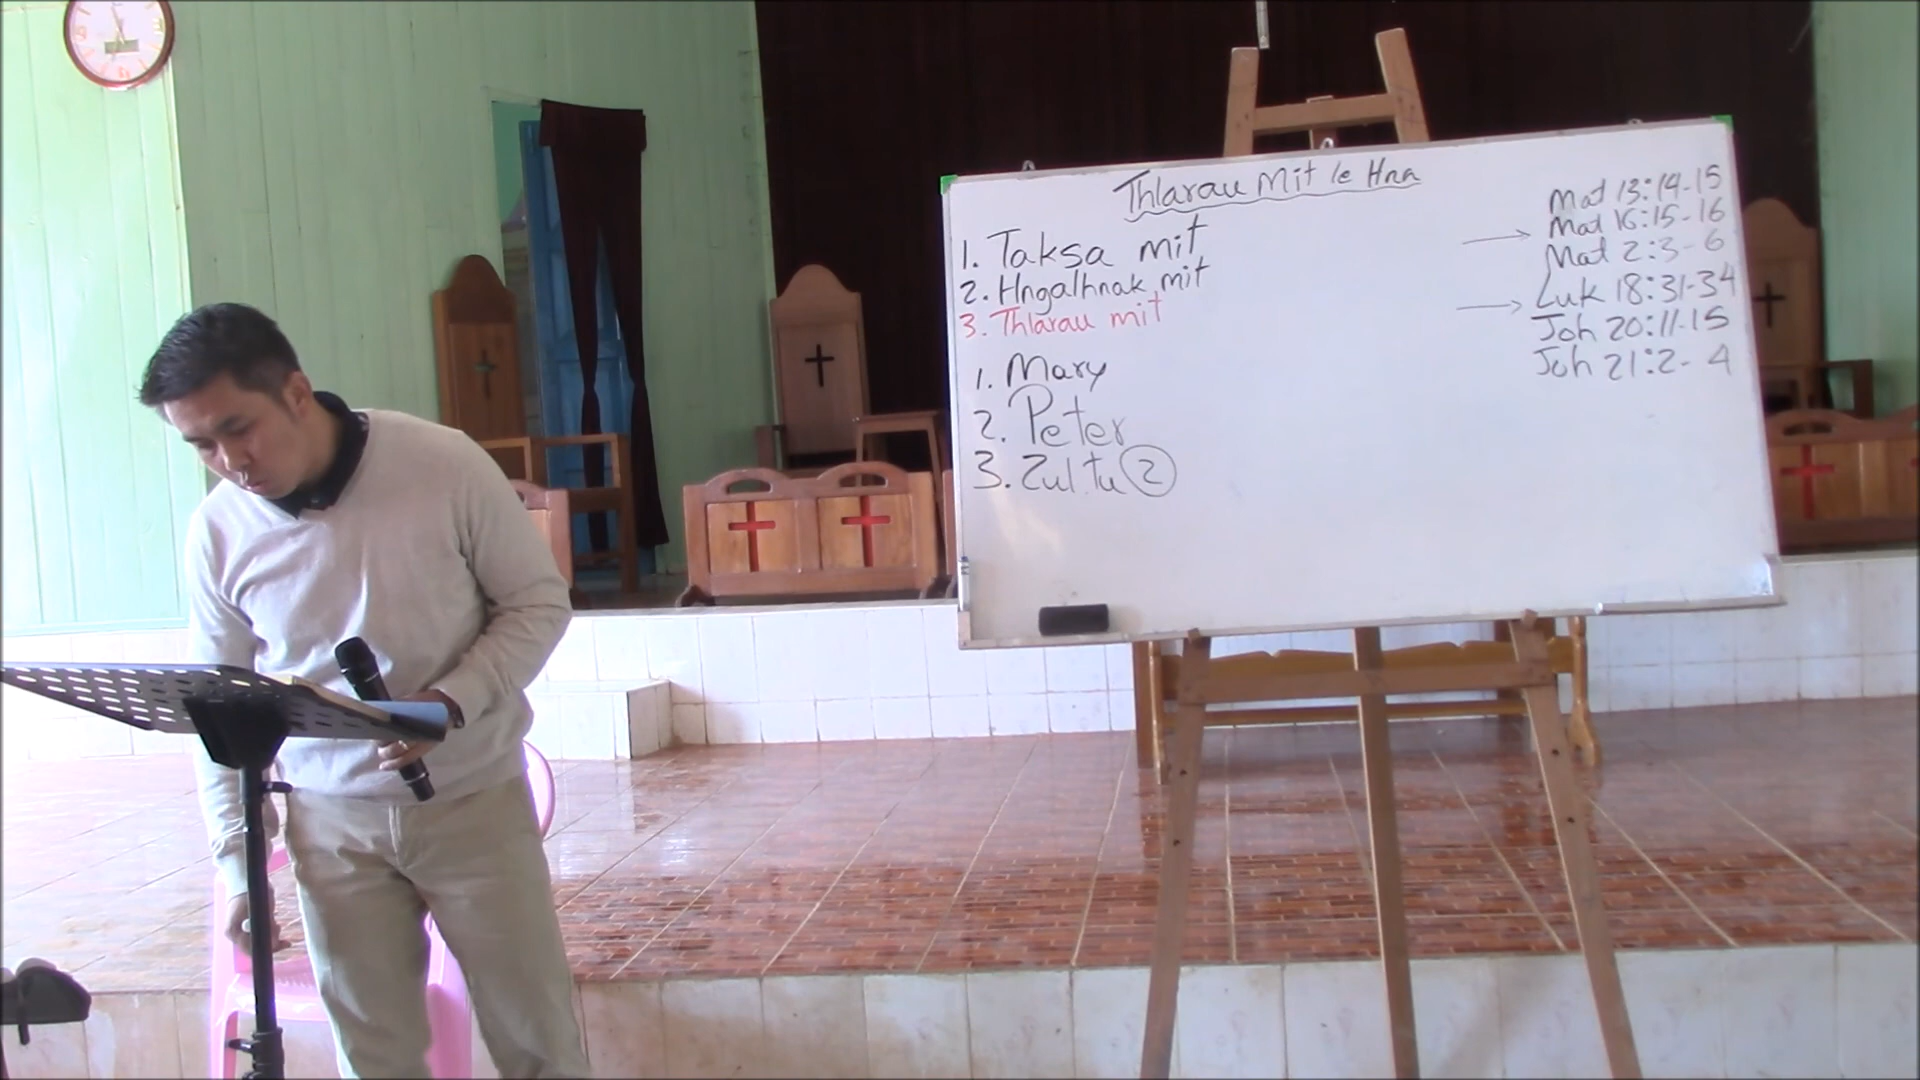 Thlarau Mit le Hna
1. Taksa mit
2. Hngalhnak mit
3. Thlarau mit
1. Mary
2. Peter
3. Zul tu 2
Mat 13:14-15
→ Mat 16:15-16
Mat 2:3-6
→ Luk 18:31-34
Joh 20:11-15
Joh 21:2-4